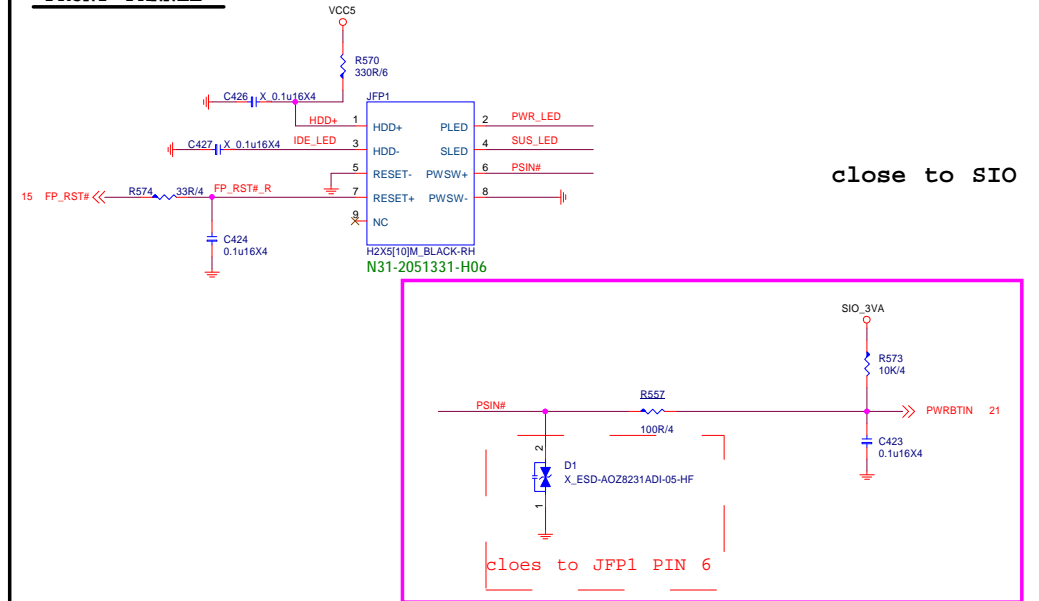 VCC5
R570
330R/6
C426 X_0.1u16X4
JFP1
HDD+ 1 HDD+ PLED 2 PWR_LED
C427 X_0.1u16X4 IDE_LED 3 HDD- SLED 4 SUS_LED
5 RESET- PWSW+ 6 PSIN#
15 FP_RST# R574 33R/4 FP_RST#_R 7 RESET+ PWSW- 8
9 NC
C424
0.1u16X4
H2X5[10]M_BLACK-RH
N31-2051331-H06
close to SIO
SIO_3VA
R573
10K/4
PSIN# R557 PWRBTIN 21
100R/4
C423
0.1u16X4
2
D1
X_ESD-AOZ8231ADI-05-HF
1
cloes to JFP1 PIN 6